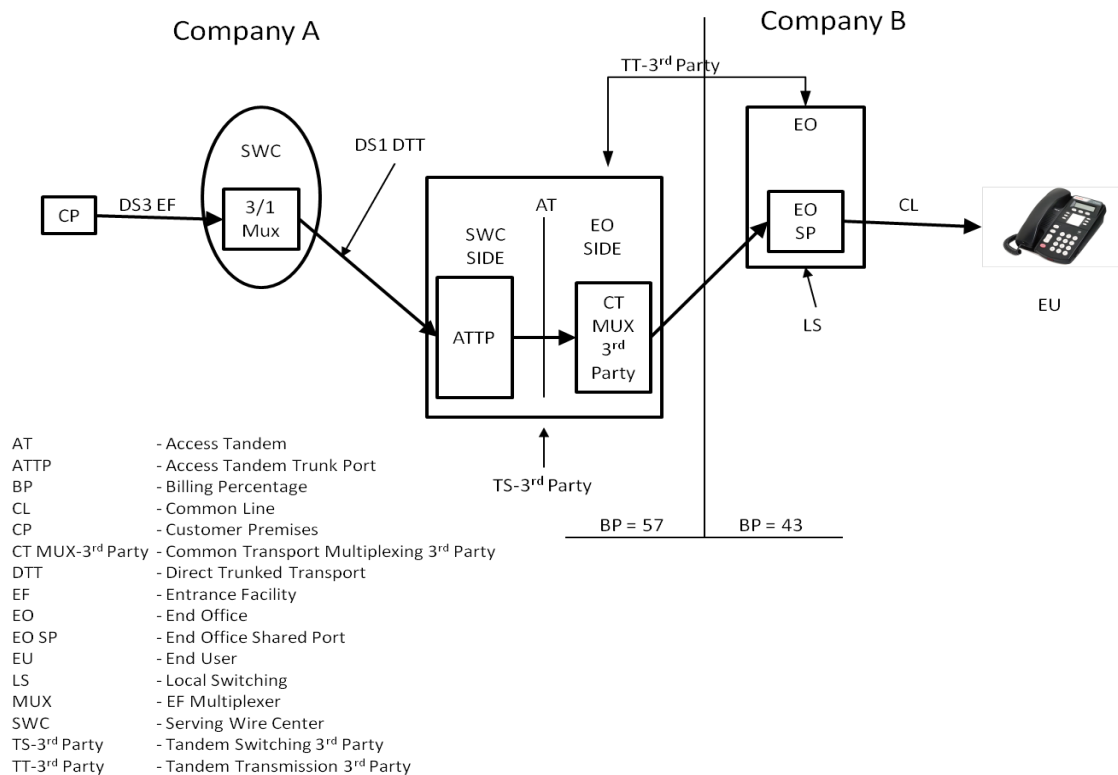 Company A
Company B
TT-3rd Party
SWC
DS1 DTT
EO
CP
DS3 EF
3/1
Mux
AT
SWC
SIDE
EO
SIDE
EO
SP
CL
ATTP
CT
MUX
3rd
Party
LS
EU
TS-3rd Party
BP = 57
BP = 43
AT - Access Tandem
ATTP - Access Tandem Trunk Port
BP - Billing Percentage
CL - Common Line
CP - Customer Premises
CT MUX-3rd Party - Common Transport Multiplexing 3rd Party
DTT - Direct Trunked Transport
EF - Entrance Facility
EO - End Office
EO SP - End Office Shared Port
EU - End User
LS - Local Switching
MUX - EF Multiplexer
SWC - Serving Wire Center
TS-3rd Party - Tandem Switching 3rd Party
TT-3rd Party - Tandem Transmission 3rd Party